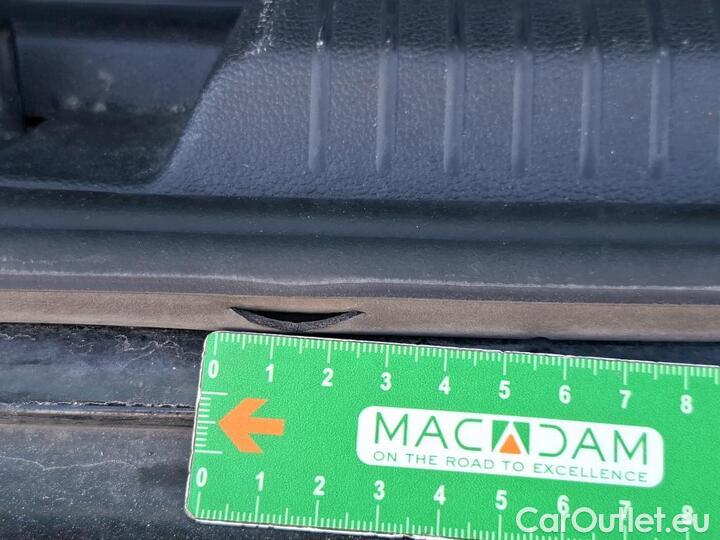 0 1 2 3 4 5 6 7 8
MACADAM
ON THE ROAD TO EXCELLENCE
0 1 2 3 4 5 6 7 8
CarOutlet.eu